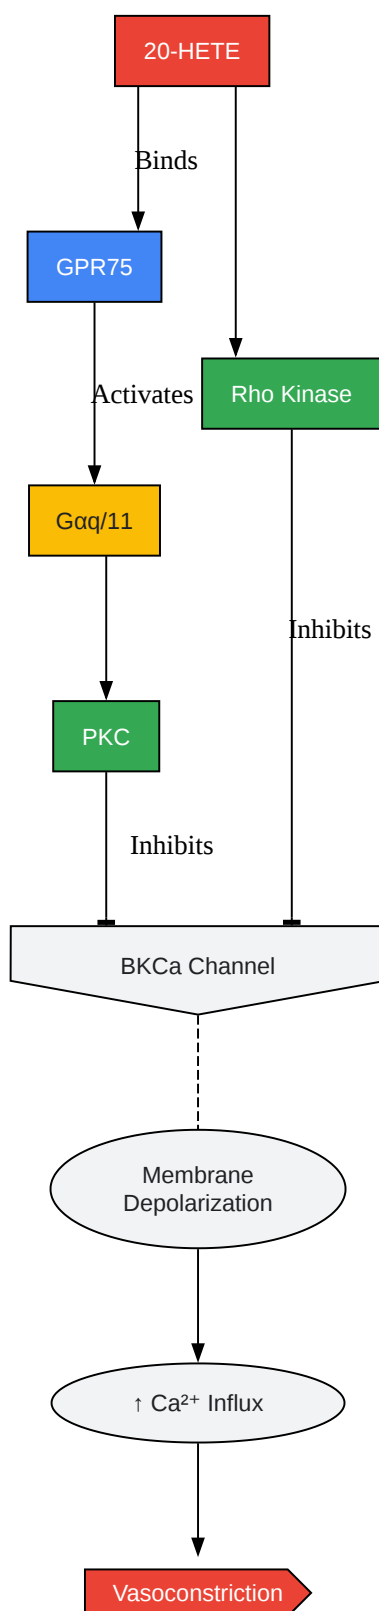 20-HETE
Binds
GPR75
Activates
Rho Kinase
Gαq/11
Inhibits
PKC
Inhibits
BKCa Channel
Membrane
Depolarization
↑ Ca²⁺ Influx
Vasoconstriction